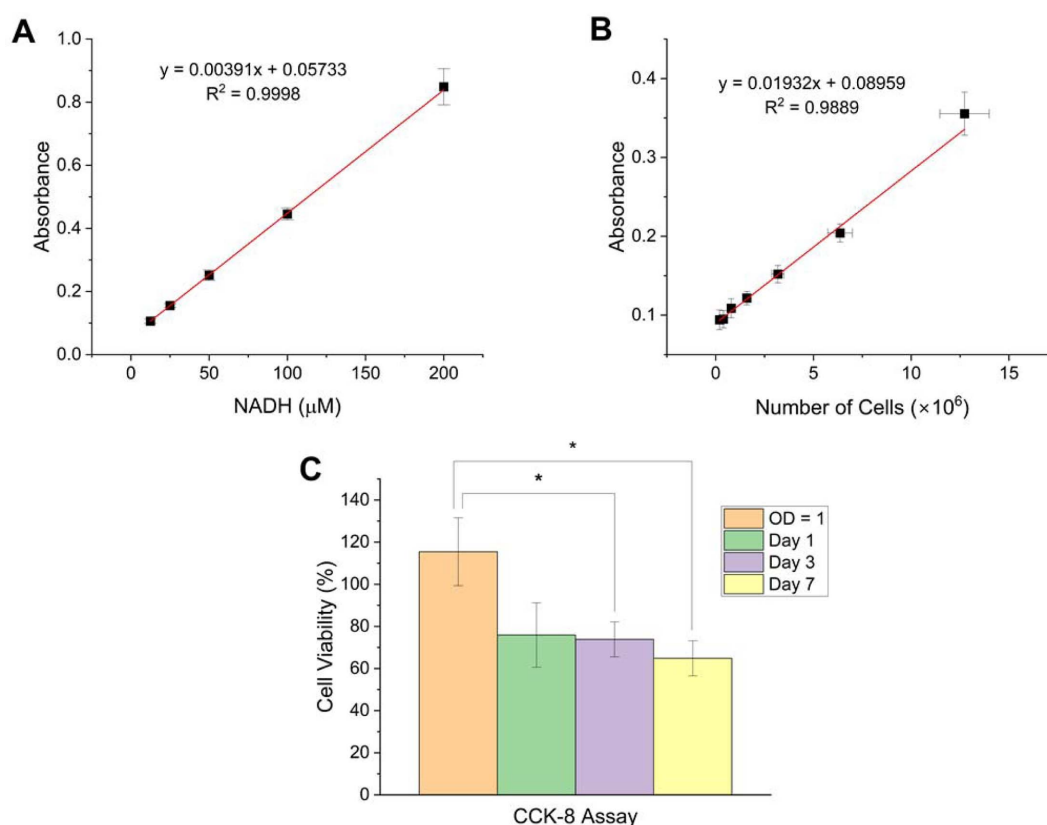 A
y = 0.00391x + 0.05733
R² = 0.9998
Absorbance
1.0
0.8
0.6
0.4
0.2
0.0
0
50
100
150
200
NADH (μM)
B
y = 0.01932x + 0.08959
R² = 0.9889
Absorbance
0.4
0.3
0.2
0.1
0
5
10
15
Number of Cells (×10⁶)
C
*
*
Cell Viability (%)
140
120
100
80
60
40
20
0
OD = 1
Day 1
Day 3
Day 7
CCK-8 Assay